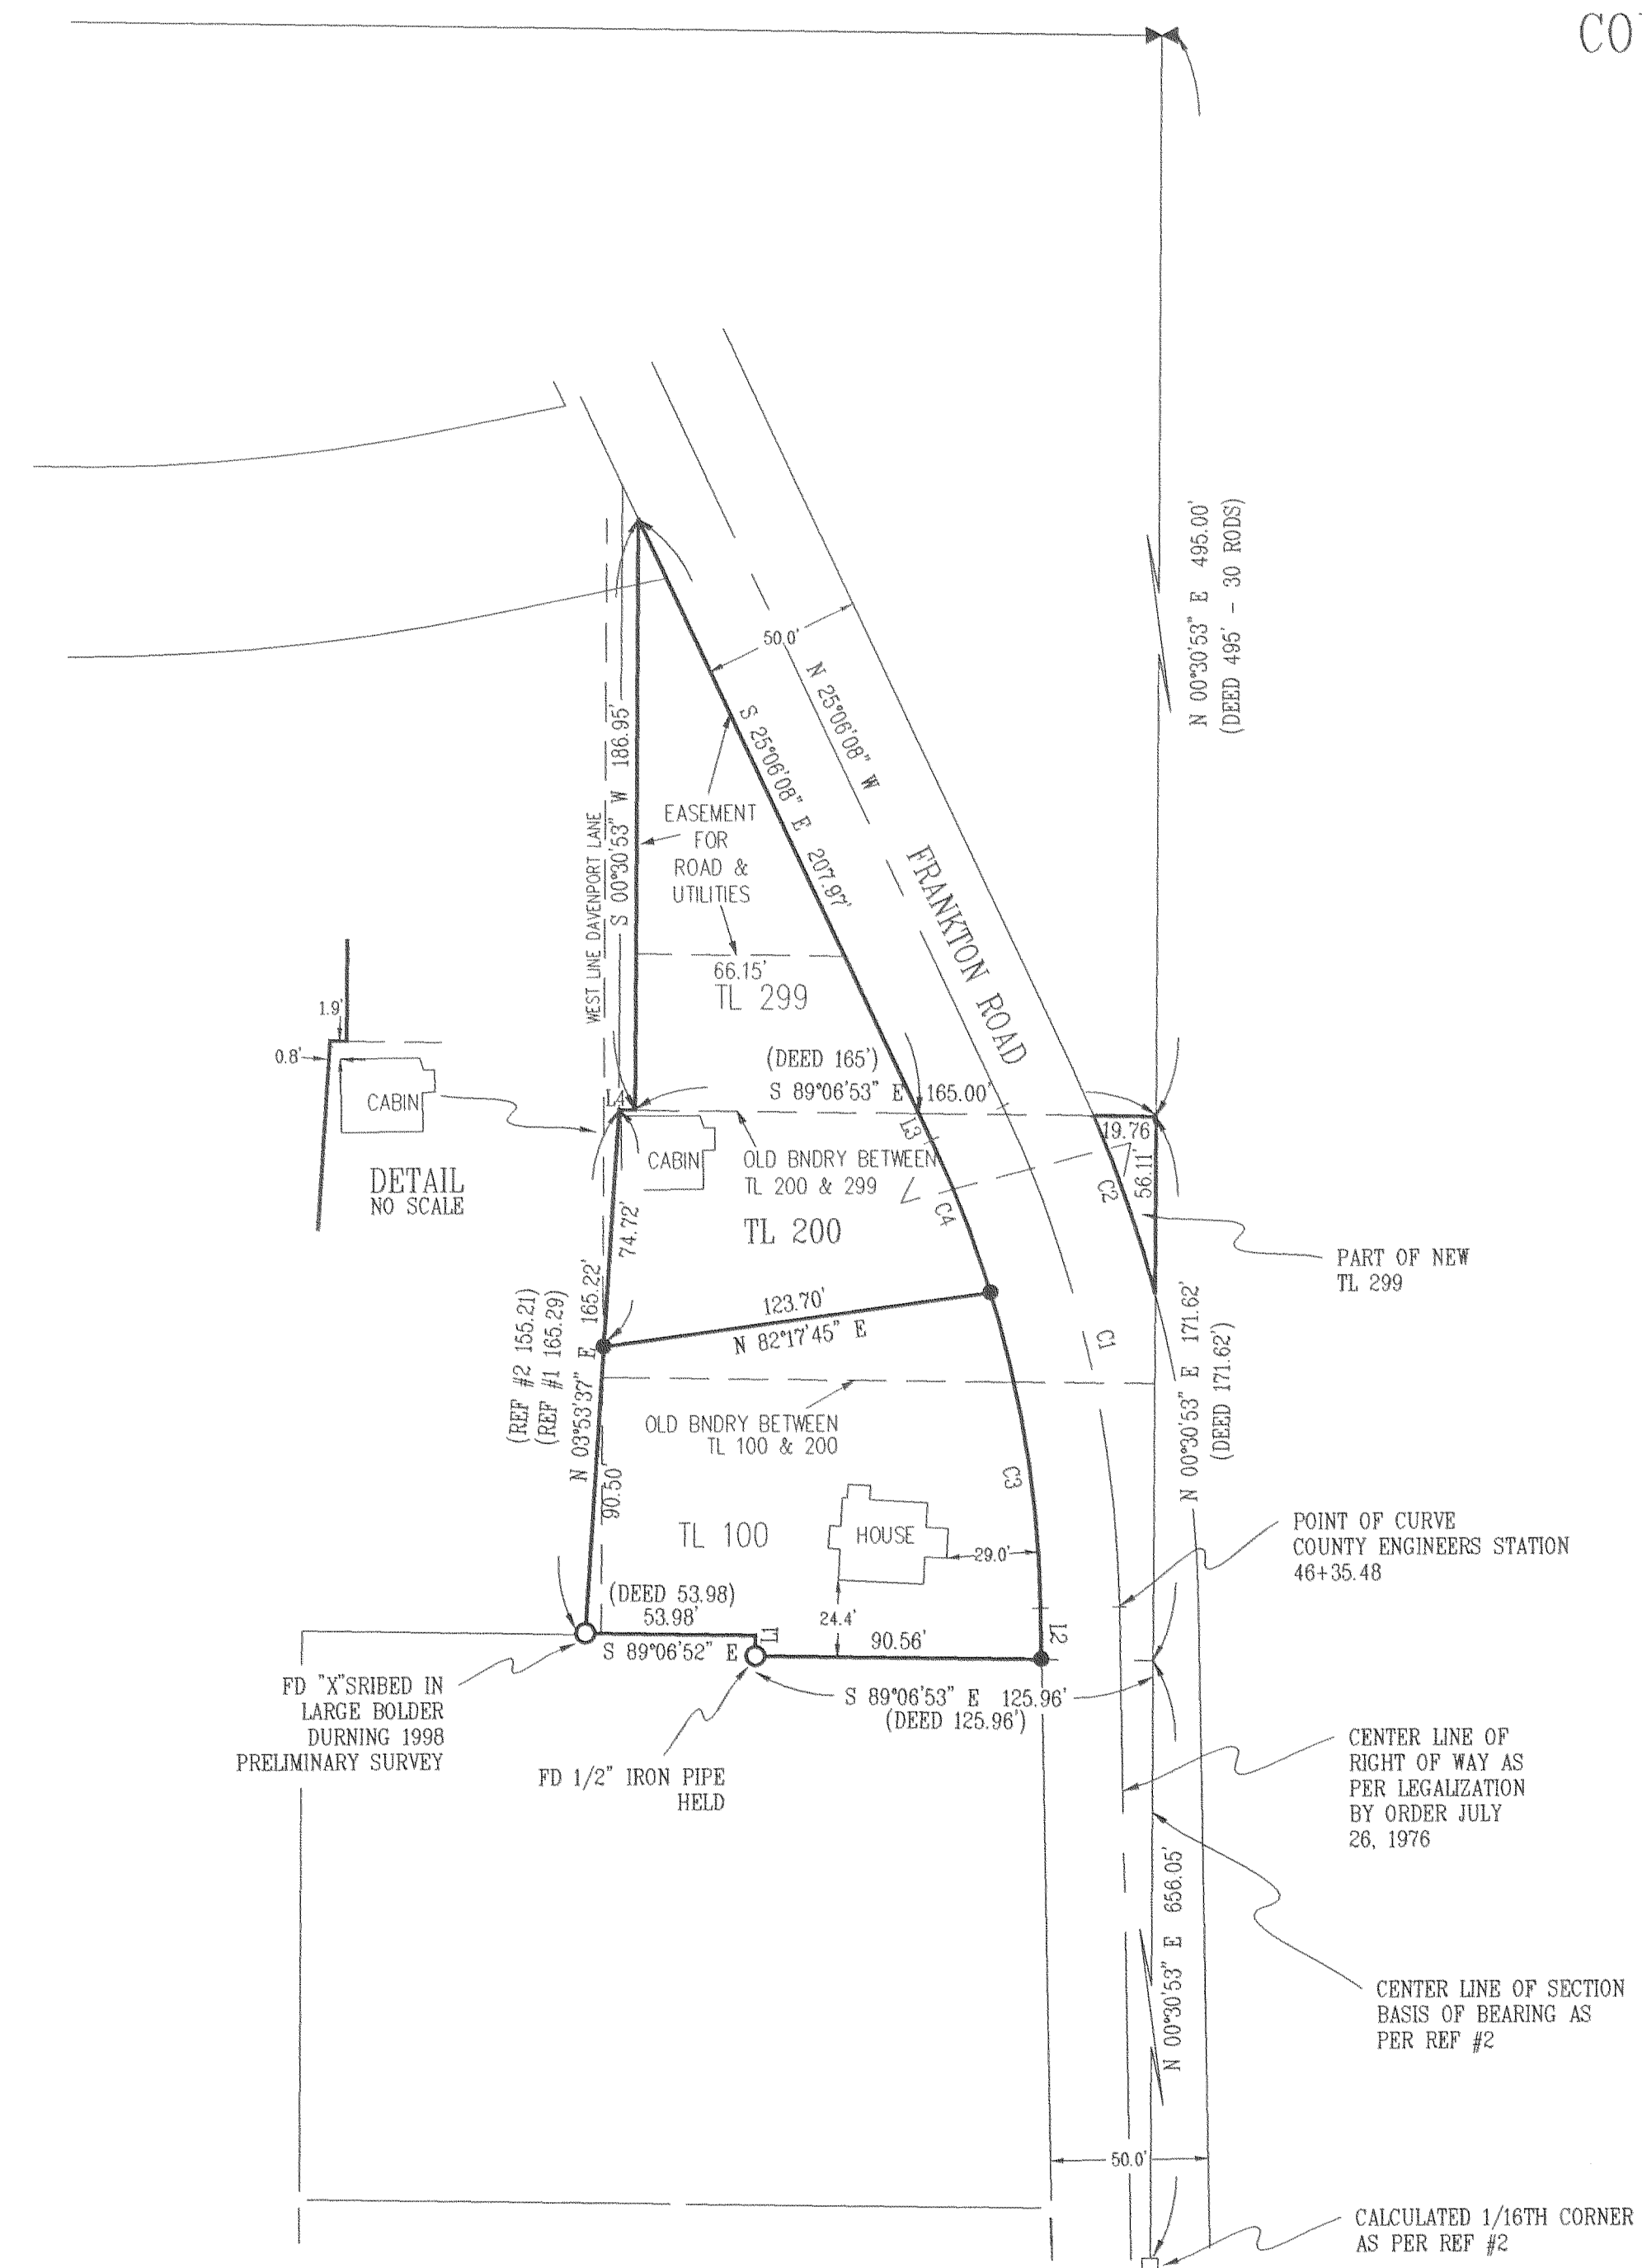 CO
N 00°30'53" E 495.00'
(DEED 495' - 30 RODS)
50.0'
N 25°06'08" W
S 25°06'08" E 207.97'
FRANKTON ROAD
WEST LINE DAVENPORT LANE
S 00°30'53" W 186.95'
EASEMENT
FOR
ROAD &
UTILITIES
66.15'
TL 299
1.9'
0.8'
CABIN
DETAIL
NO SCALE
(DEED 165')
S 89°06'53" E 165.00'
L4
L3
CABIN
OLD BNDRY BETWEEN
TL 200 & 299
TL 200
C4
19.76'
C2
56.11'
PART OF NEW
TL 299
74.72'
165.22'
(REF #2 155.21)
(REF #1 165.29)
N 03°53'37" E
123.70'
N 82°17'45" E
C1
N 00°30'53" E 171.62'
(DEED 171.62')
OLD BNDRY BETWEEN
TL 100 & 200
90.50'
C3
TL 100
HOUSE
29.0'
POINT OF CURVE
COUNTY ENGINEERS STATION
46+35.48
(DEED 53.98)
53.98'
S 89°06'52" E
L1
24.4'
90.56'
L2
S 89°06'53" E 125.96'
(DEED 125.96')
FD "X"SRIBED IN
LARGE BOLDER
DURNING 1998
PRELIMINARY SURVEY
FD 1/2" IRON PIPE
HELD
CENTER LINE OF
RIGHT OF WAY AS
PER LEGALIZATION
BY ORDER JULY
26, 1976
N 00°30'53" E 656.05'
CENTER LINE OF SECTION
BASIS OF BEARING AS
PER REF #2
50.0'
CALCULATED 1/16TH CORNER
AS PER REF #2